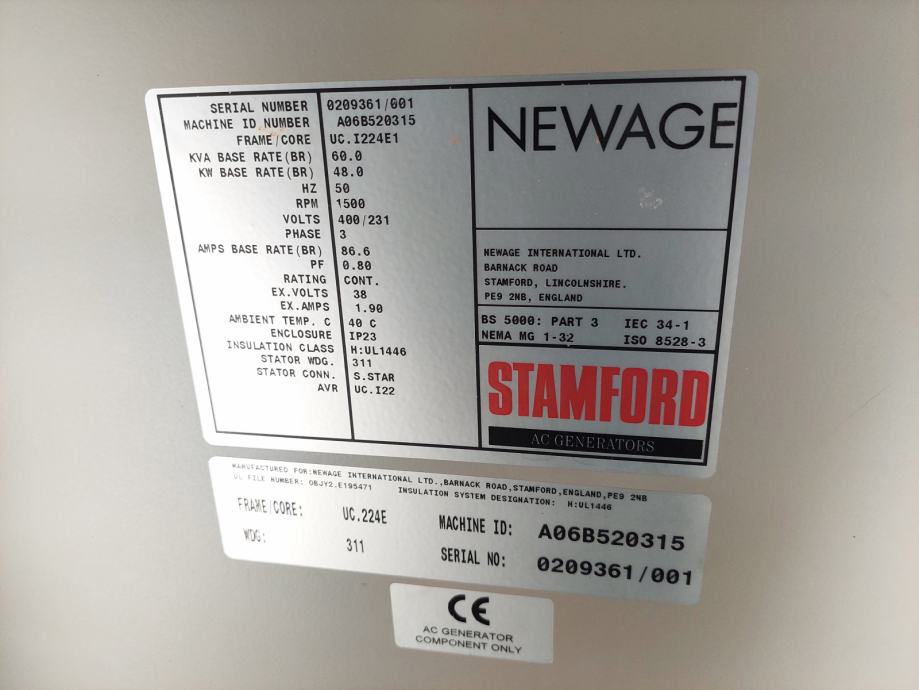 SERIAL NUMBER 0209361/001
MACHINE ID NUMBER A06B520315
FRAME/CORE UC.I224E1
KVA BASE RATE(BR) 60.0
KW BASE RATE(BR) 48.0
HZ 50
RPM 1500
VOLTS 400/231
PHASE 3
AMPS BASE RATE(BR) 86.6
PF 0.80
RATING CONT.
EX.VOLTS 38
EX.AMPS 1.90
AMBIENT TEMP. C 40 C
ENCLOSURE IP23
INSULATION CLASS H:UL1446
STATOR WDG. 311
STATOR CONN. S.STAR
AVR UC.I22
NEWAGE
NEWAGE INTERNATIONAL LTD.
BARNACK ROAD
STAMFORD, LINCOLNSHIRE.
PE9 2NB, ENGLAND
BS 5000: PART 3 IEC 34-1
NEMA MG 1-32 ISO 8528-3
STAMFORD
AC GENERATORS
MANUFACTURED FOR:NEWAGE INTERNATIONAL LTD.,BARNACK ROAD,STAMFORD,ENGLAND,PE9 2NB
UL FILE NUMBER: OBJY2.E195471 INSULATION SYSTEM DESIGNATION: H:UL1446
FRAME/CORE: UC.224E MACHINE ID: A06B520315
WDG: 311 SERIAL NO: 0209361/001
CE
AC GENERATOR
COMPONENT ONLY